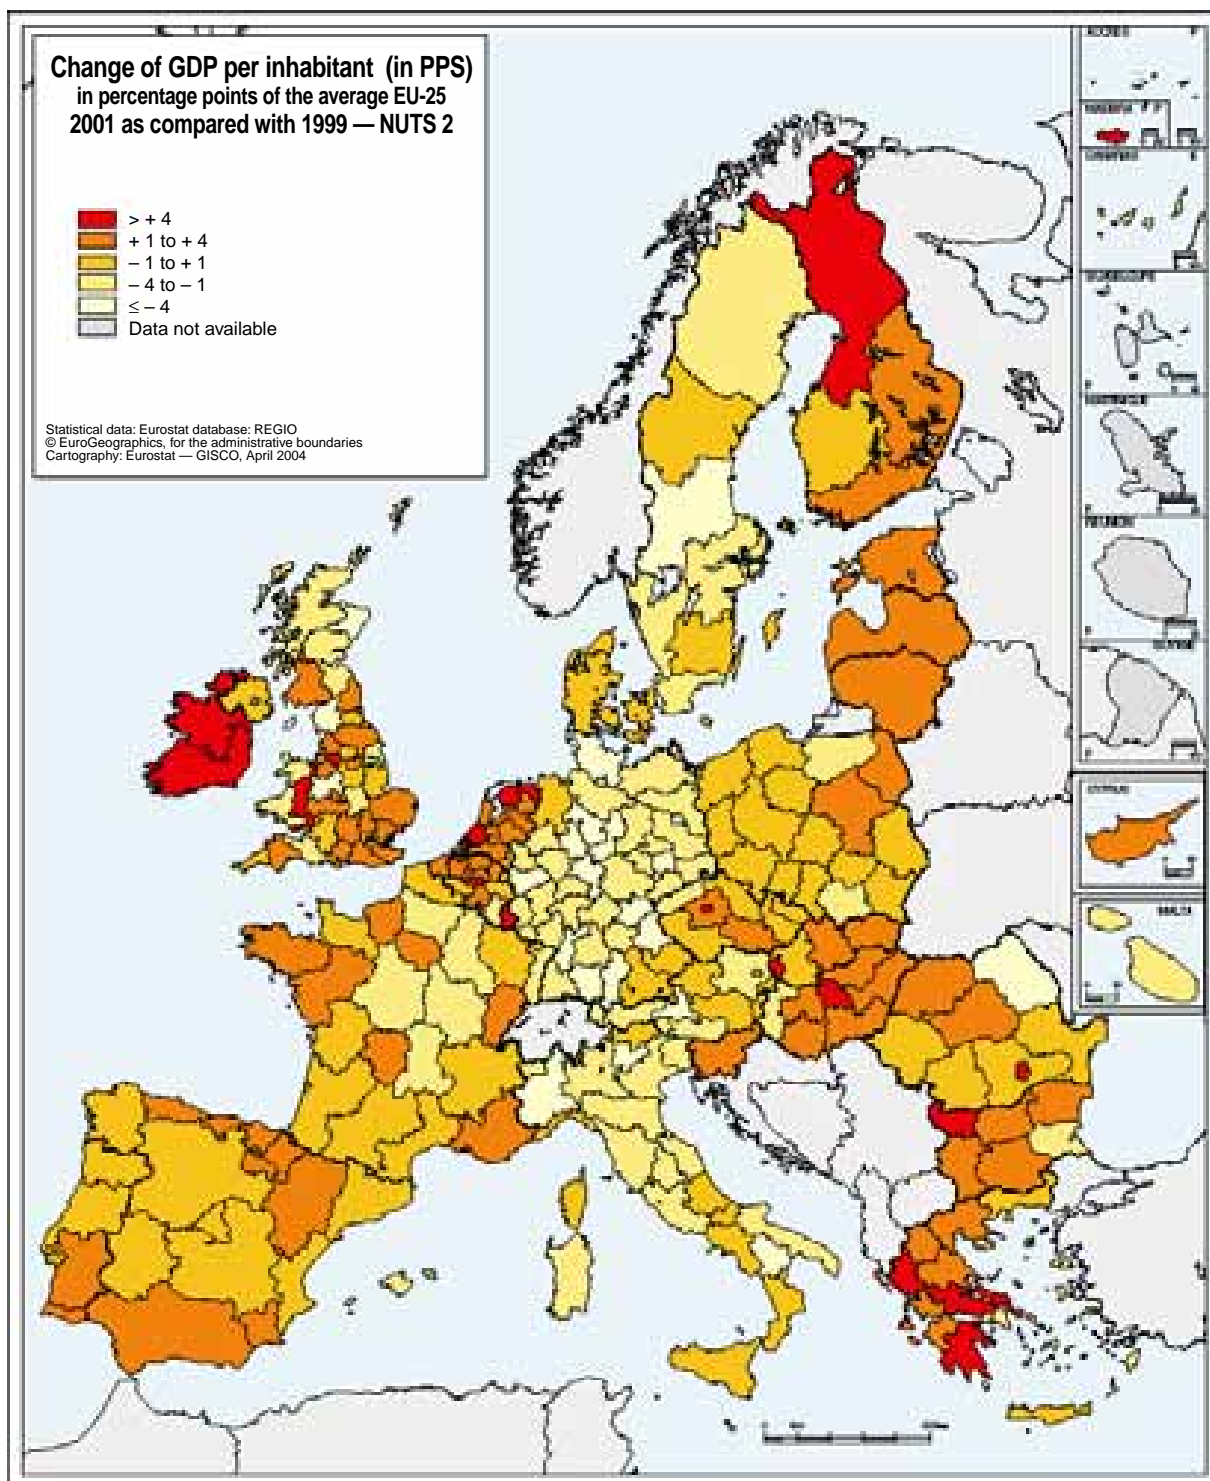 Change of GDP per inhabitant (in PPS)
in percentage points of the average EU-25
2001 as compared with 1999 — NUTS 2
> + 4
+ 1 to + 4
– 1 to + 1
– 4 to – 1
≤ – 4
Data not available
Statistical data: Eurostat database: REGIO
© EuroGeographics, for the administrative boundaries
Cartography: Eurostat — GISCO, April 2004
CYPRUS
MALTA